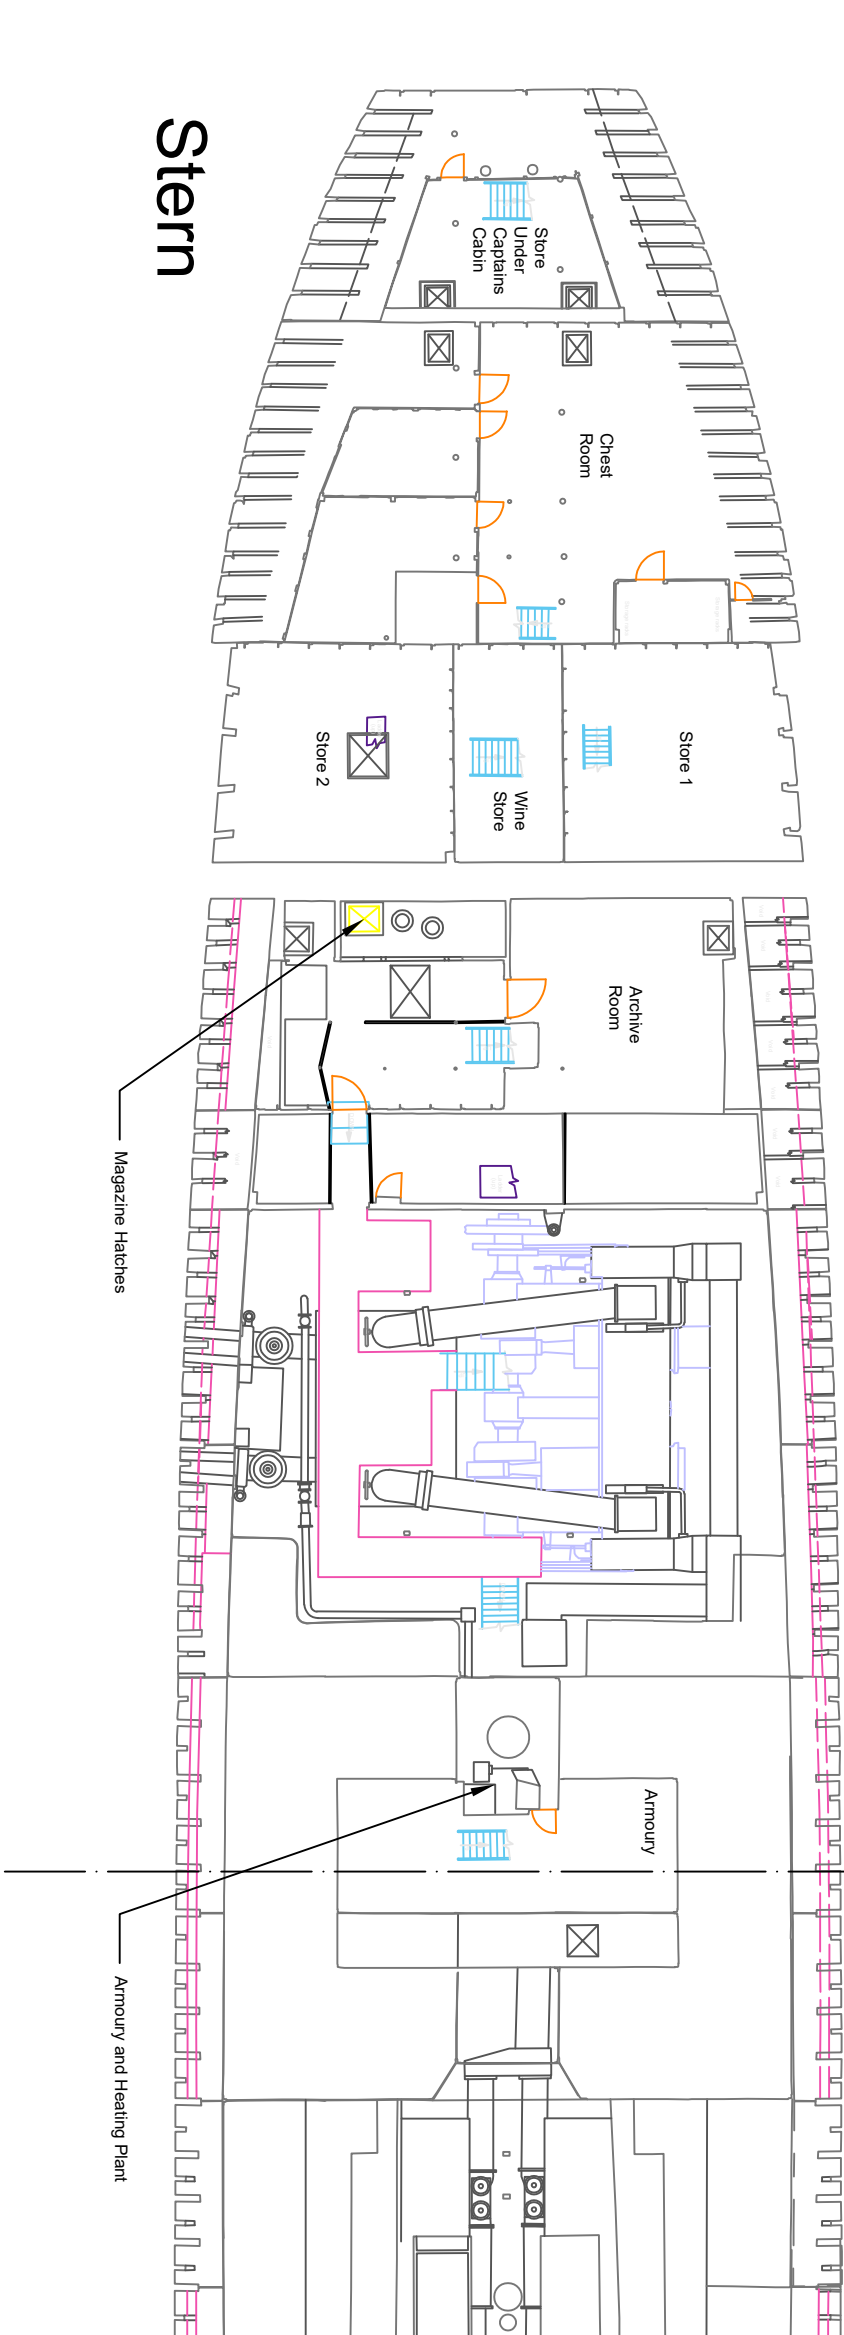 Stern
Store
Under
Captains
Cabin
Chest
Room
Store 1
Wine
Store
Store 2
Archive
Room
Magazine Hatches
Armoury
Armoury and Heating Plant